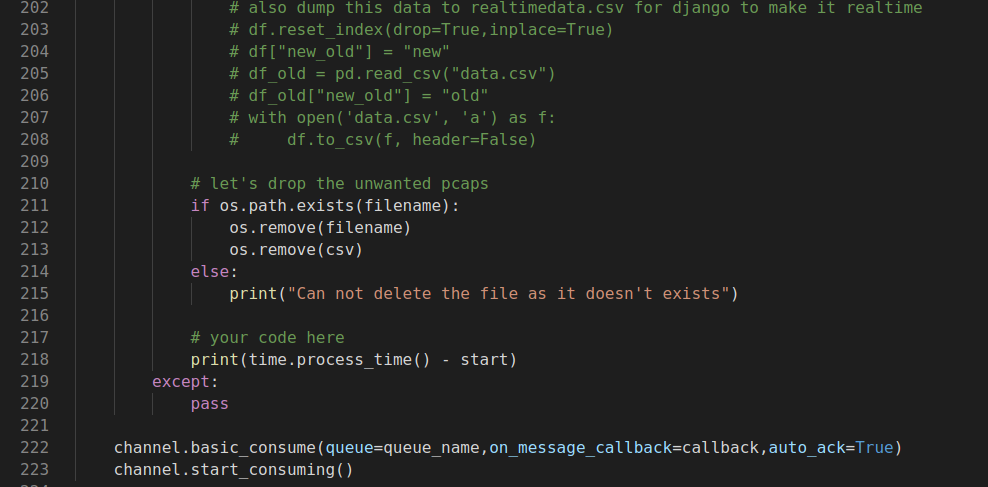 202 # also dump this data to realtimedata.csv for django to make it realtime
203 # df.reset_index(drop=True,inplace=True)
204 # df["new_old"] = "new"
205 # df_old = pd.read_csv("data.csv")
206 # df_old["new_old"] = "old"
207 # with open('data.csv', 'a') as f:
208 #     df.to_csv(f, header=False)
209
210 # let's drop the unwanted pcaps
211 if os.path.exists(filename):
212 os.remove(filename)
213 os.remove(csv)
214 else:
215 print("Can not delete the file as it doesn't exists")
216
217 # your code here
218 print(time.process_time() - start)
219 except:
220 pass
221
222 channel.basic_consume(queue=queue_name,on_message_callback=callback,auto_ack=True)
223 channel.start_consuming()